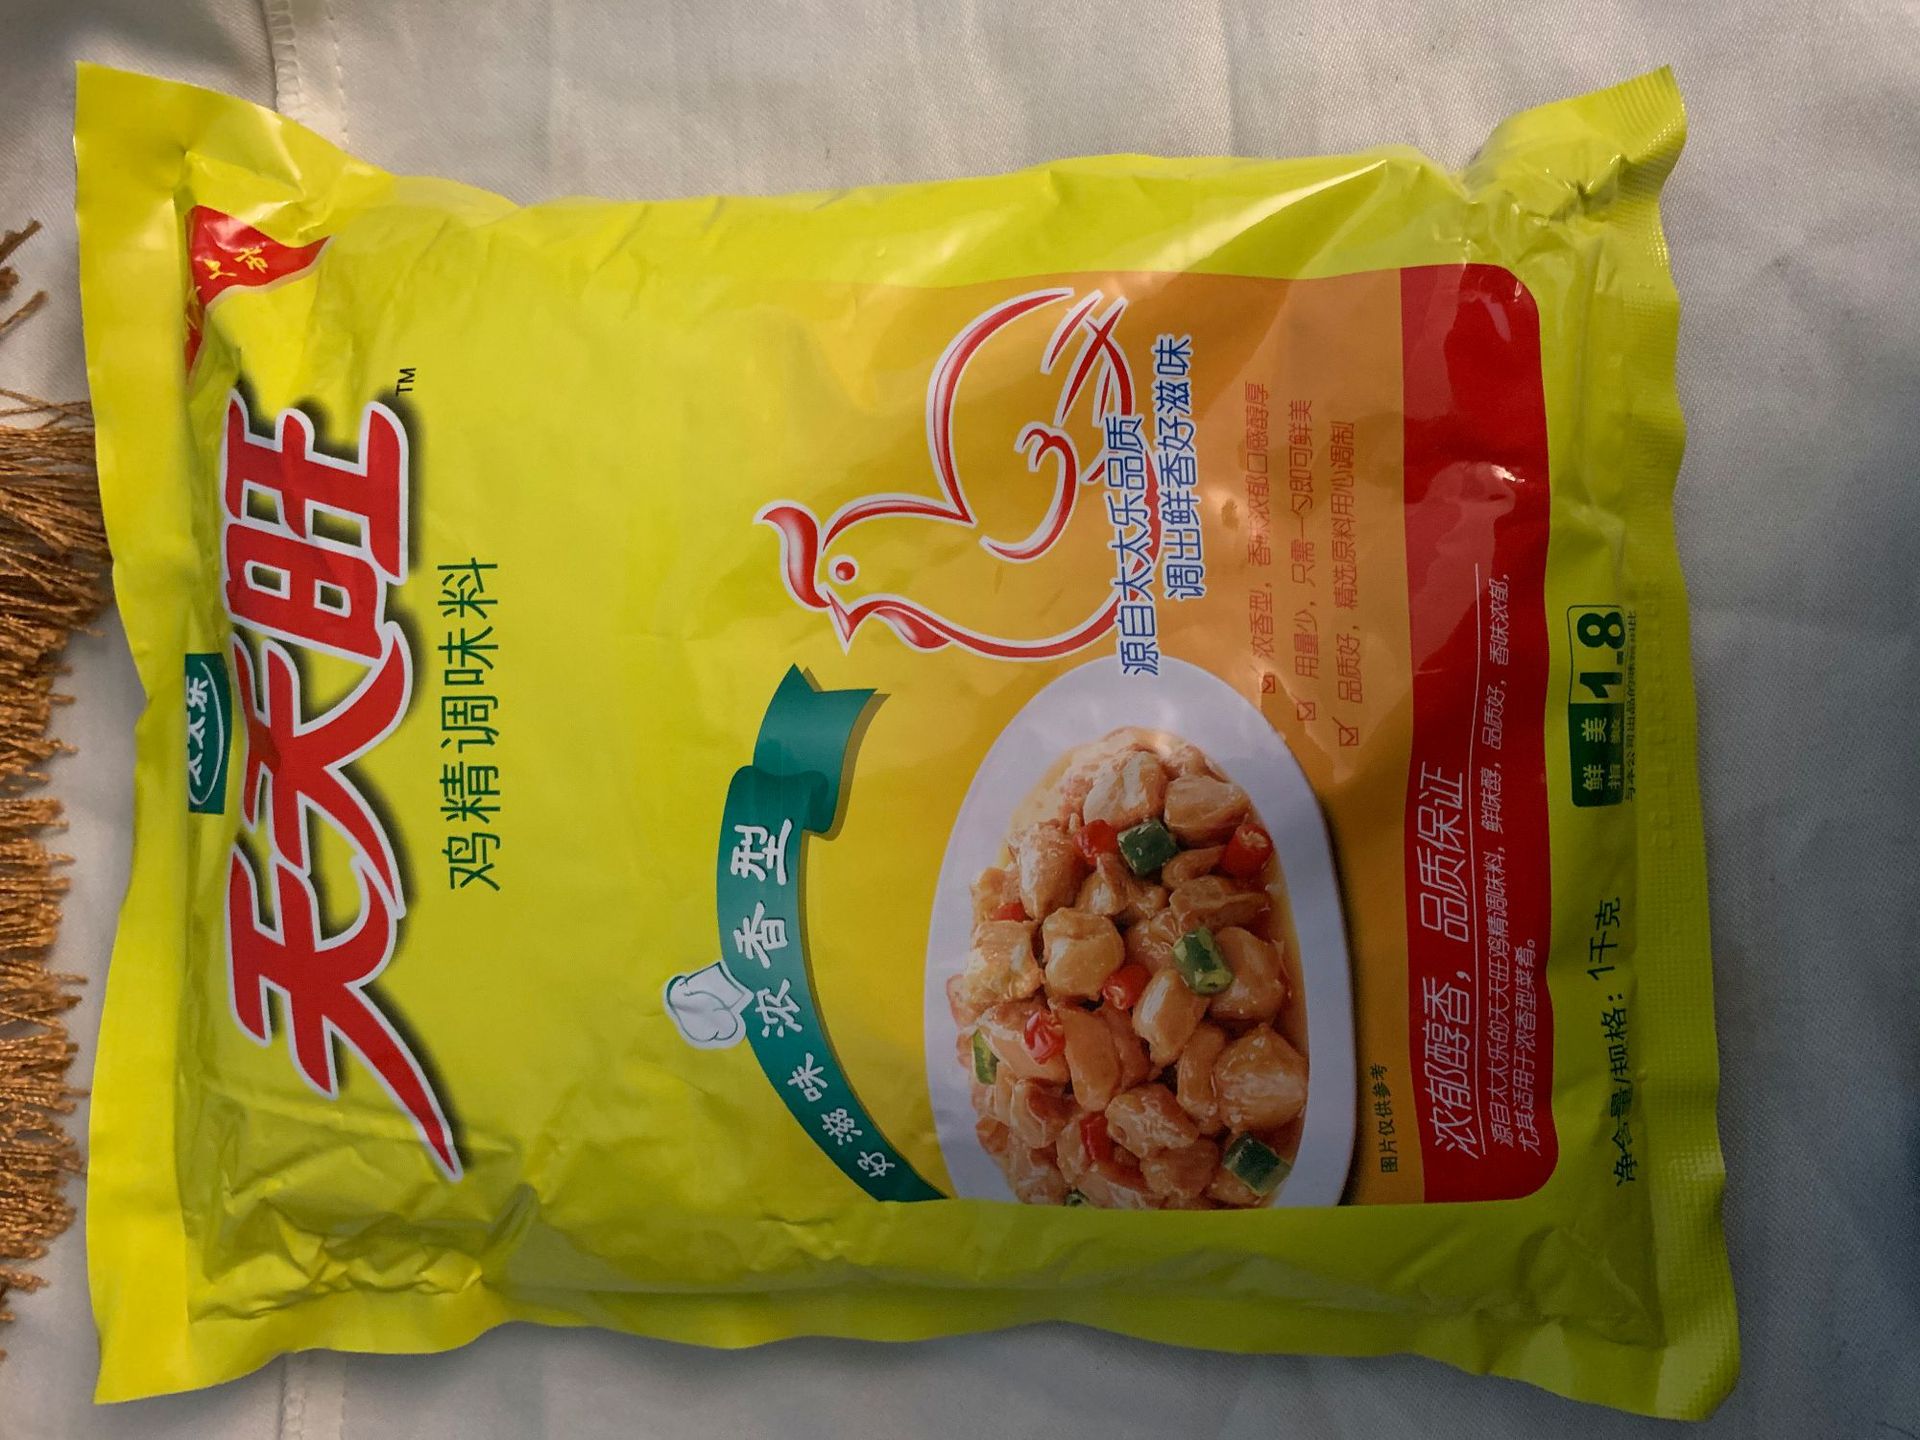 太太乐
上市
天天旺™
鸡精调味料
好滋味
浓香型
源自太太乐品质
调出鲜香好滋味
浓香型，香味浓郁口感醇厚
用量少，只需一勺即可鲜美
品质好，精选原料用心调制
图片仅供参考
浓郁醇香，品质保证
源自太太乐的天天旺鸡精调味料，鲜味醇，品质好，香味浓郁，
尤其适用于浓香型菜肴。
净含量/规格：1千克
鲜美
指数
1.8